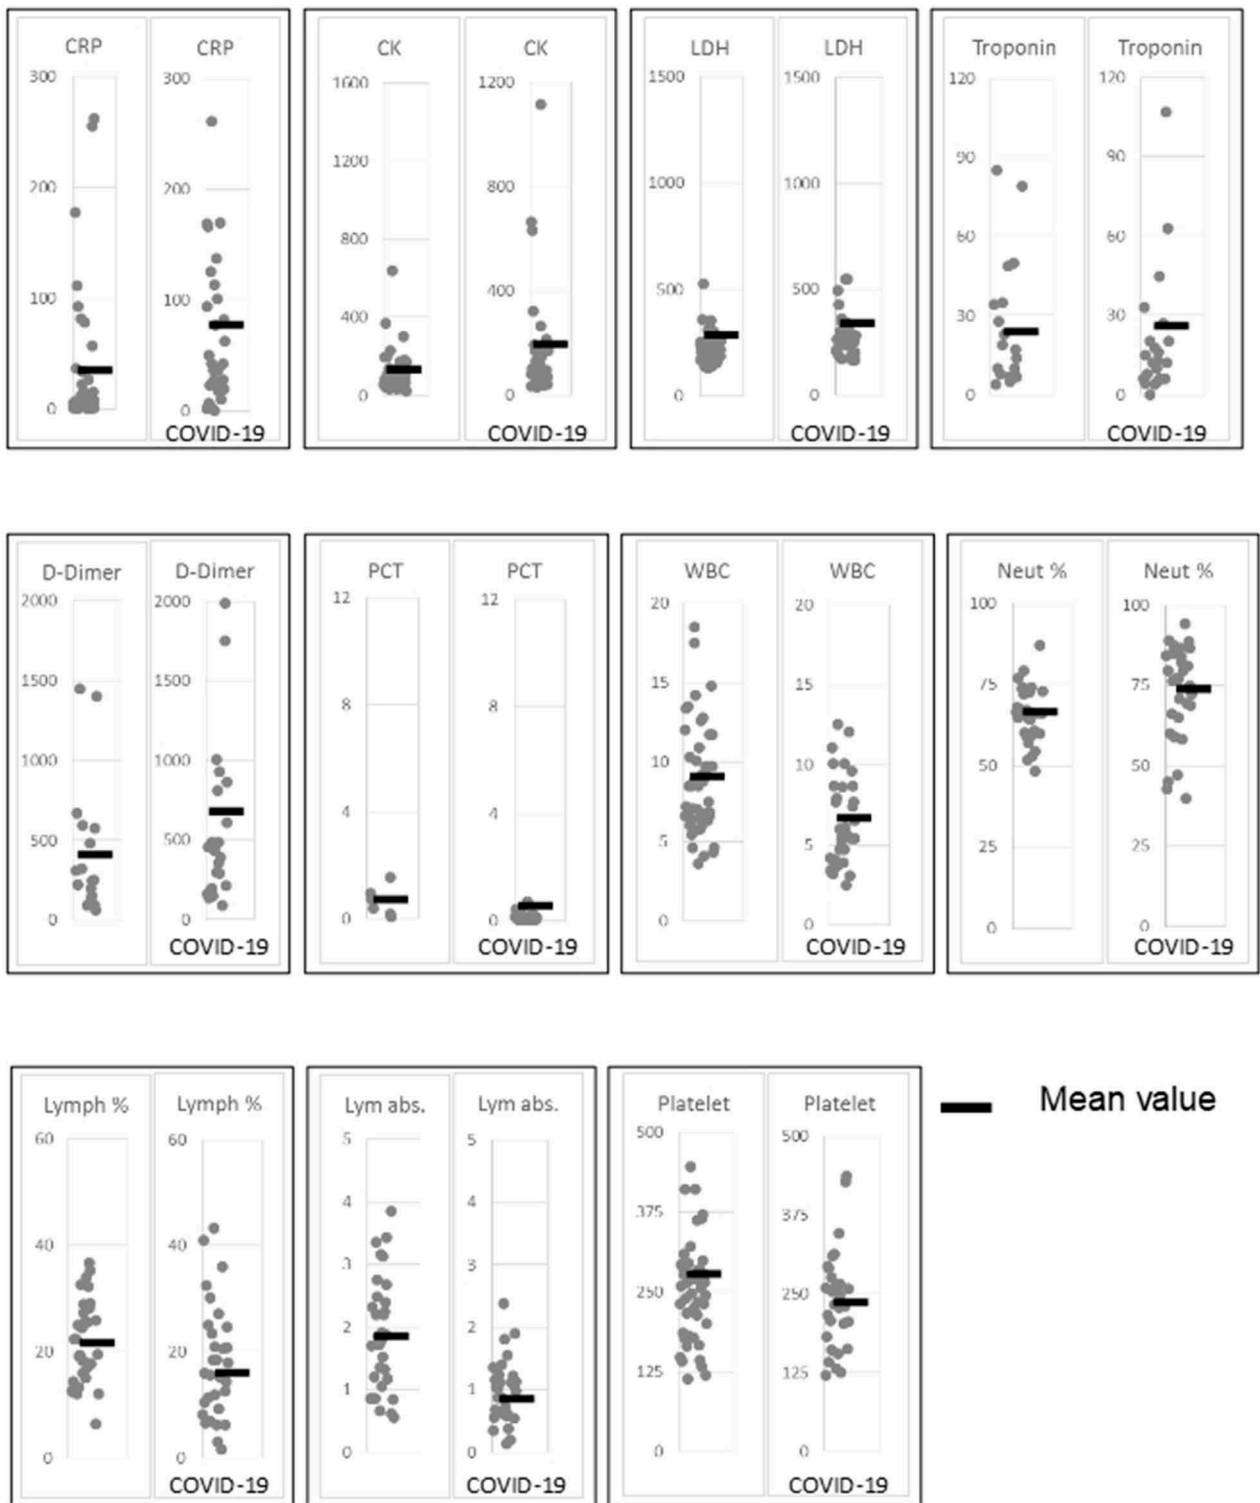 CRP CRP CK CK LDH LDH Troponin Troponin
300 300 1600 1200 1500 1500 120 120
200 200 1200 800 1000 1000 90 90
100 100 800 400 500 500 60 60
0 0 400 0 0 0 30 30
0 0 0
COVID-19 COVID-19 COVID-19 COVID-19
D-Dimer D-Dimer PCT PCT WBC WBC Neut % Neut %
2000 2000 12 12 20 20 100 100
1500 1500 8 8 15 15 75 75
1000 1000 4 4 10 10 50 50
500 500 0 0 5 5 25 25
0 0 0 0 0 0
COVID-19 COVID-19 COVID-19 COVID-19
Lymph % Lymph % Lym abs. Lym abs. Platelet Platelet Mean value
60 60 5 5 500 500
40 40 4 4 375 375
20 20 3 3 250 250
0 0 2 2 125 125
1 1 0 0
0 0
COVID-19 COVID-19 COVID-19